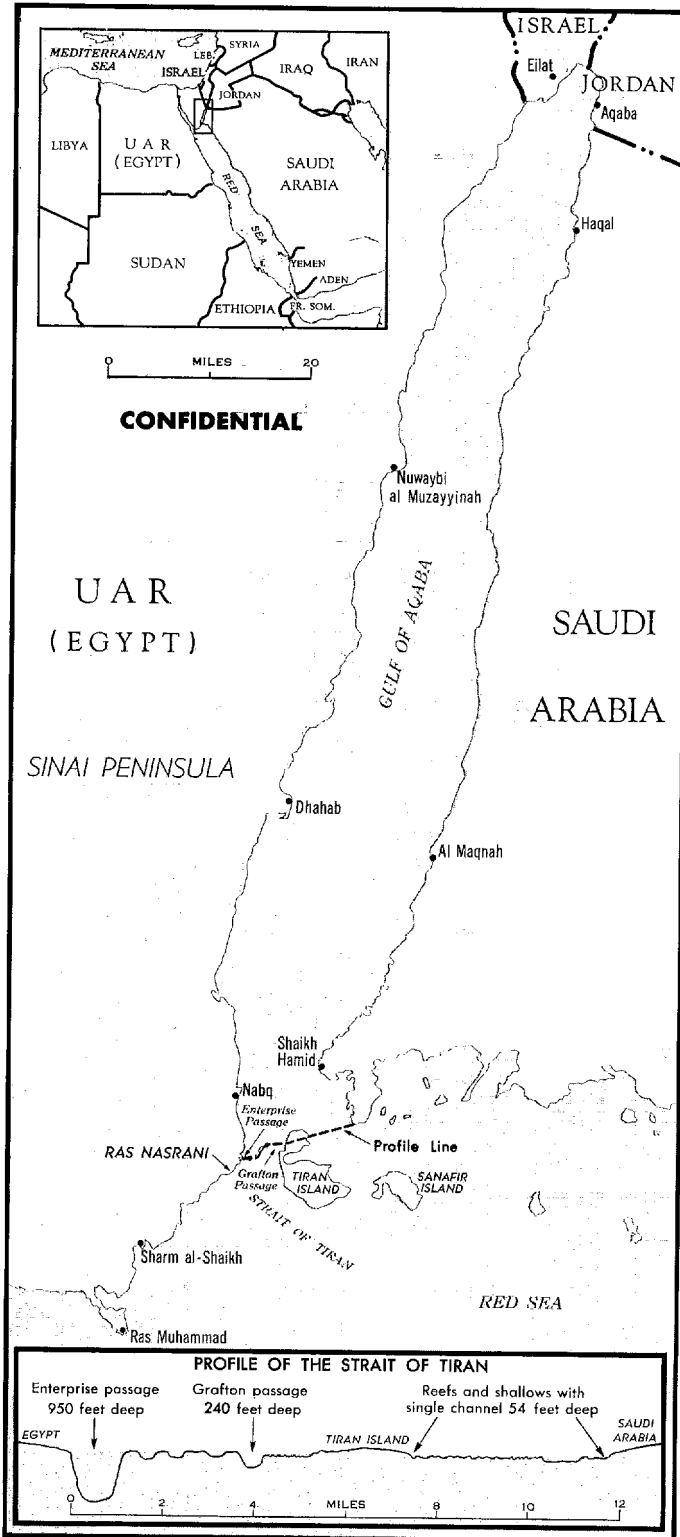 MEDITERRANEAN
SEA
LEB.
SYRIA
ISRAEL
IRAQ
IRAN
JORDAN
LIBYA
UAR
(EGYPT)
SAUDI
ARABIA
RED
SEA
SUDAN
YEMEN
ADEN
ETHIOPIA
FR. SOM.
0 MILES 20
CONFIDENTIAL
ISRAEL
Eilat
JORDAN
Aqaba
Haqal
Nuwaybi
al Muzayyinah
UAR
(EGYPT)
GULF OF AQABA
SAUDI
ARABIA
SINAI PENINSULA
Dhahab
Al Maqnah
Shaikh
Hamid
Nabq
Enterprise
Passage
RAS NASRANI
Profile Line
Grafton
Passage
TIRAN
ISLAND
SANAFIR
ISLAND
STRAIT OF TIRAN
Sharm al-Shaikh
RED SEA
Ras Muhammad
PROFILE OF THE STRAIT OF TIRAN
Enterprise passage
950 feet deep
Grafton passage
240 feet deep
Reefs and shallows with
single channel 54 feet deep
EGYPT
TIRAN ISLAND
SAUDI
ARABIA
0 2 4 MILES 8 10 12